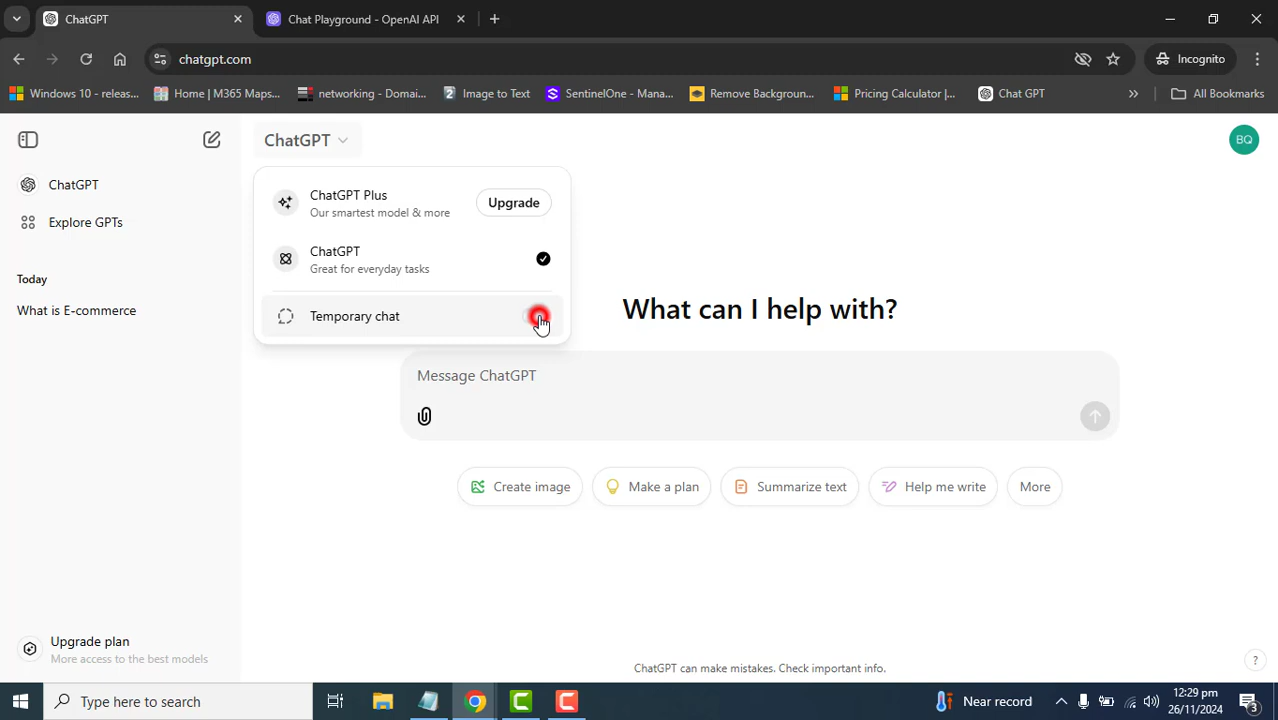 ChatGPT
Chat Playground - OpenAI API
chatgpt.com
Incognito
Windows 10 - releas...
Home | M365 Maps...
networking - Domai...
Image to Text
SentinelOne - Mana...
Remove Backgroun...
Pricing Calculator |...
Chat GPT
All Bookmarks
ChatGPT
BQ
ChatGPT
Explore GPTs
Today
What is E-commerce
ChatGPT Plus
Our smartest model & more
Upgrade
ChatGPT
Great for everyday tasks
Temporary chat
What can I help with?
Message ChatGPT
Create image
Make a plan
Summarize text
Help me write
More
Upgrade plan
More access to the best models
ChatGPT can make mistakes. Check important info.
?
Type here to search
Near record
12:29 pm
26/11/2024
3